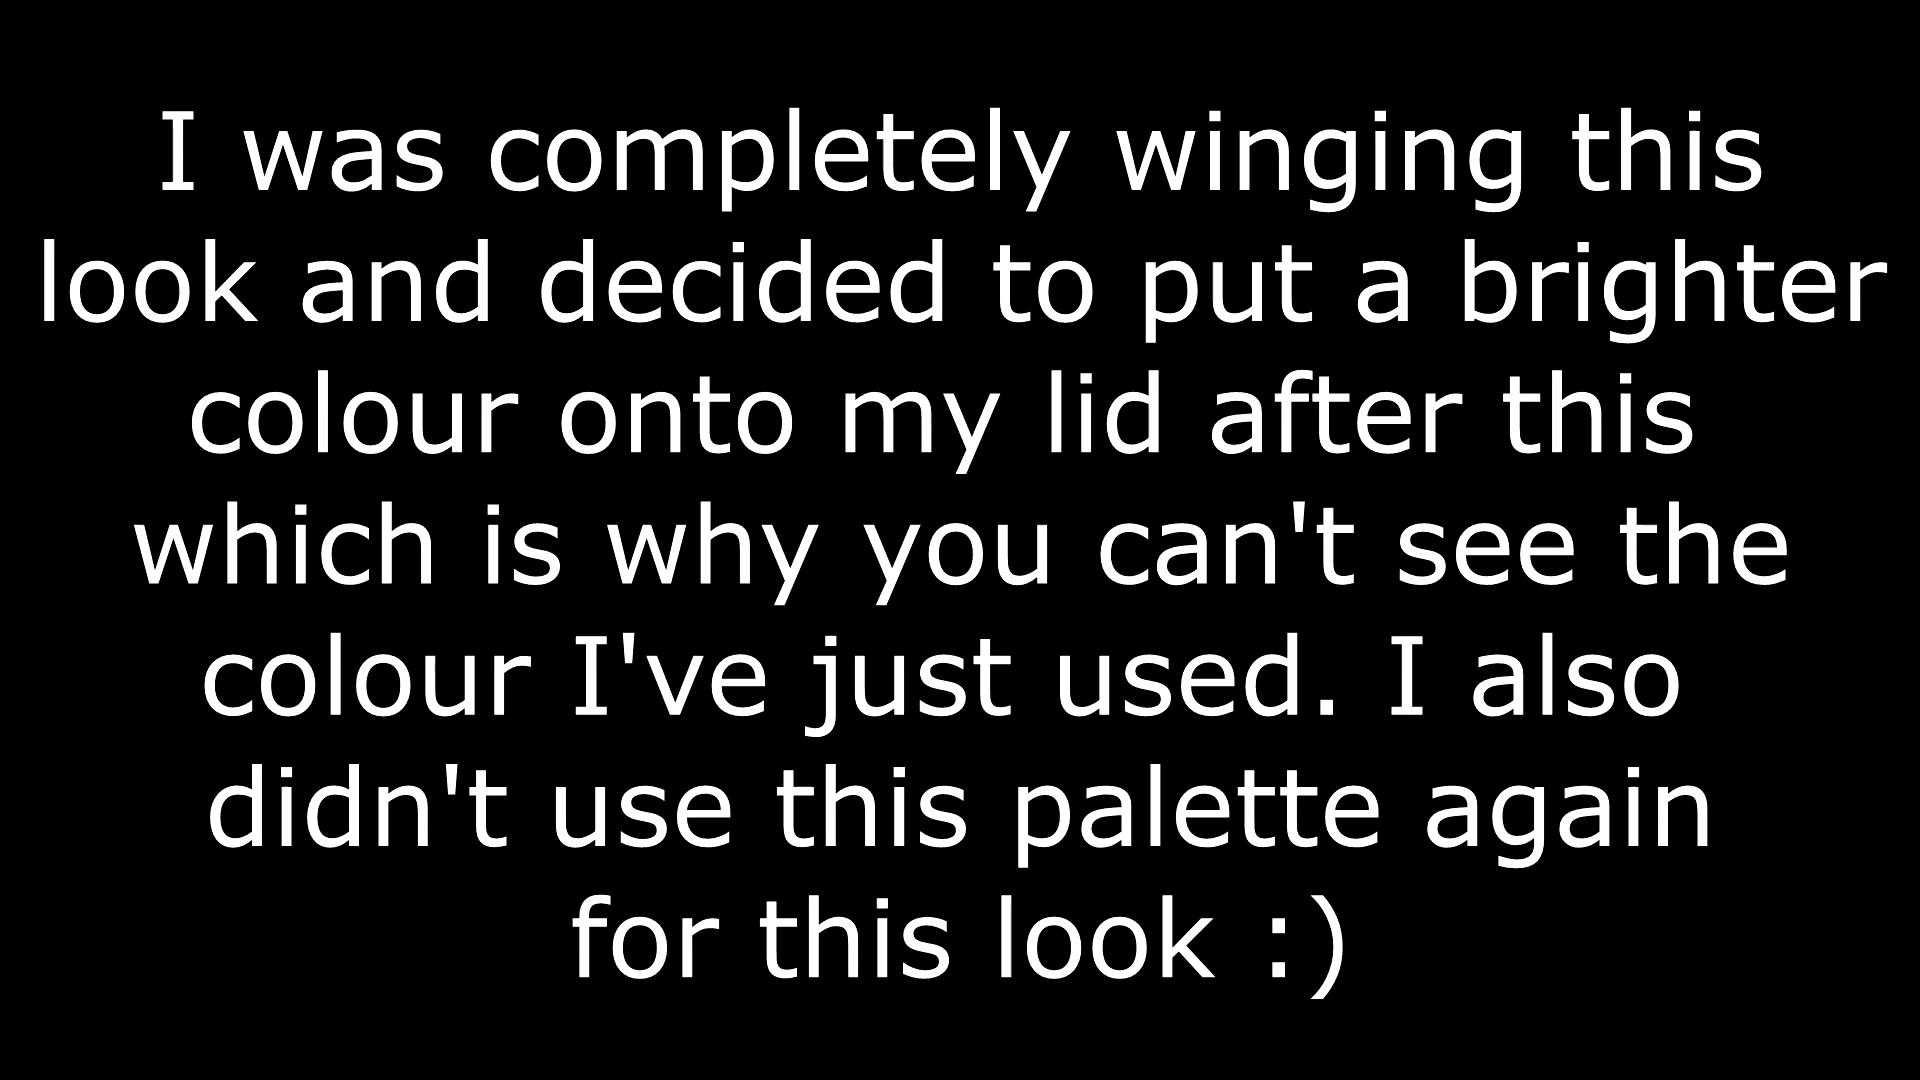 I was completely winging this
look and decided to put a brighter
colour onto my lid after this
which is why you can't see the
colour I've just used. I also
didn't use this palette again
for this look :)